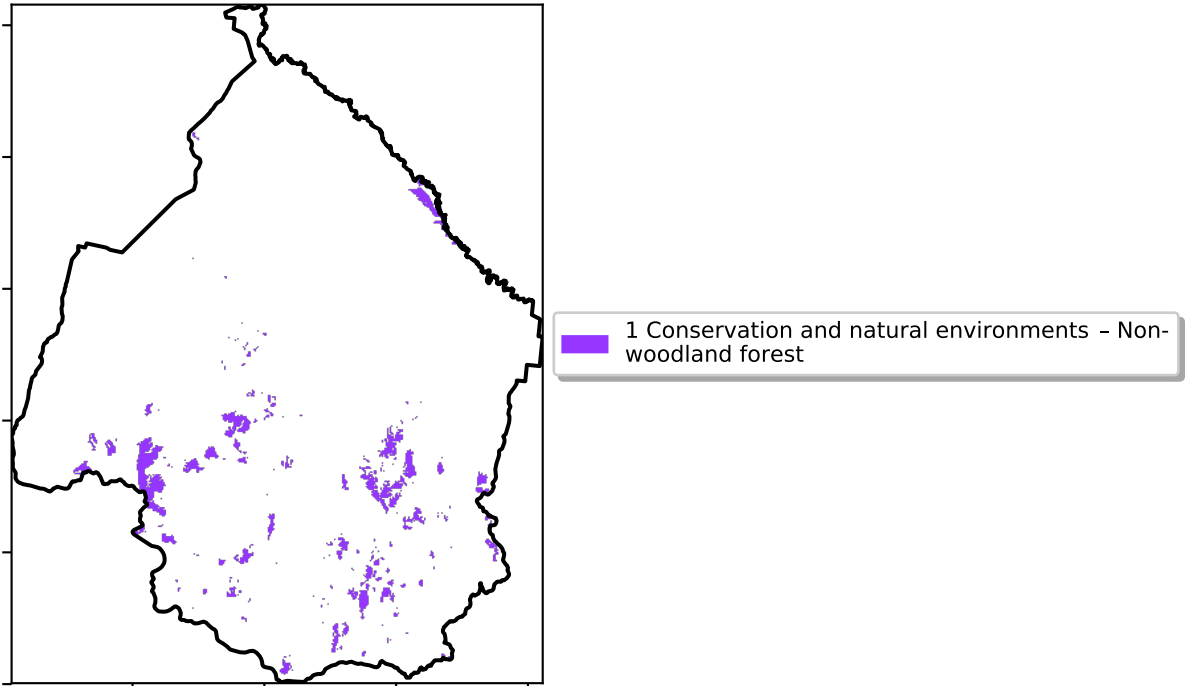 1 Conservation and natural environments – Non-
woodland forest